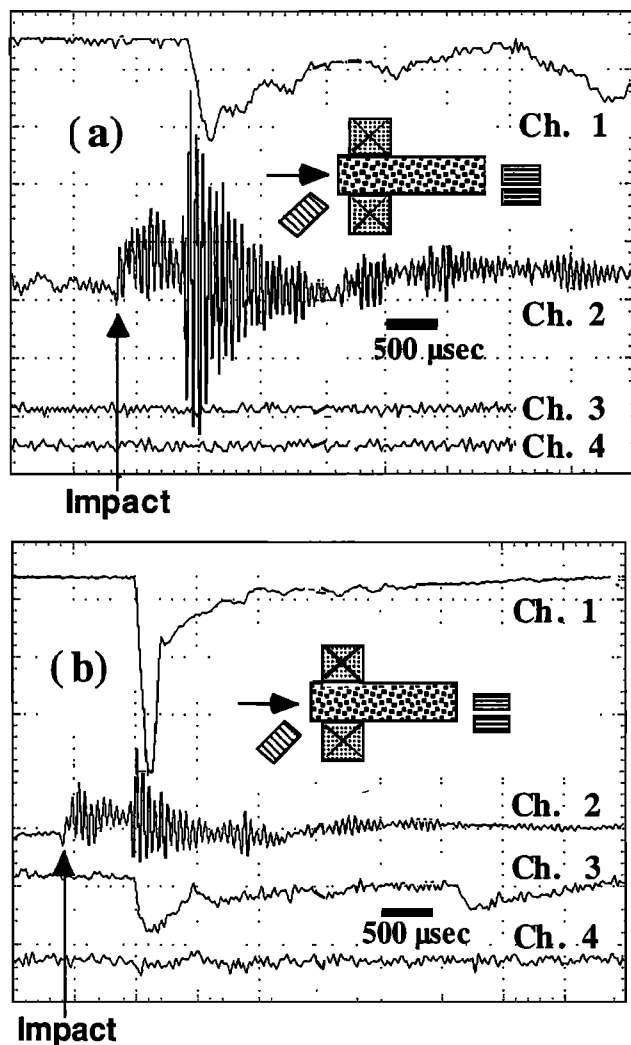 (a)
Ch. 1
Ch. 2
500 μsec
Ch. 3
Ch. 4
Impact
(b)
Ch. 1
Ch. 2
Ch. 3
500 μsec
Ch. 4
Impact